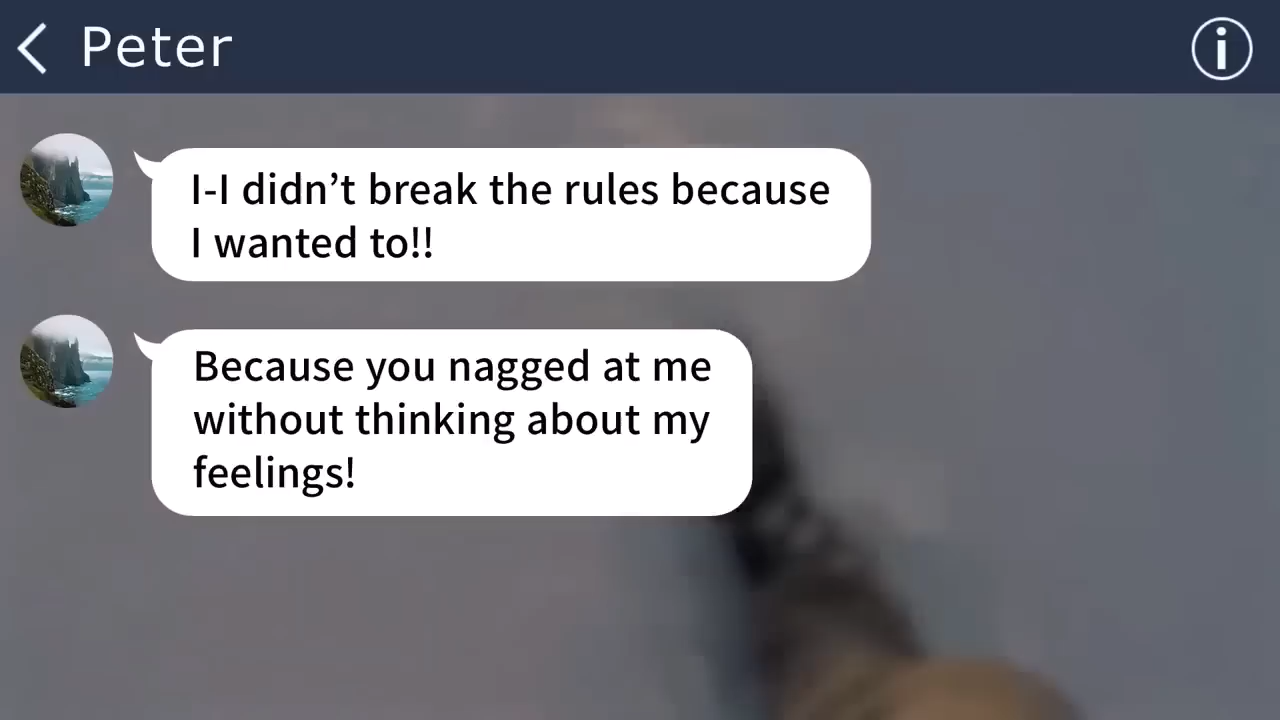 Peter
I-I didn’t break the rules because
I wanted to!!
Because you nagged at me
without thinking about my
feelings!